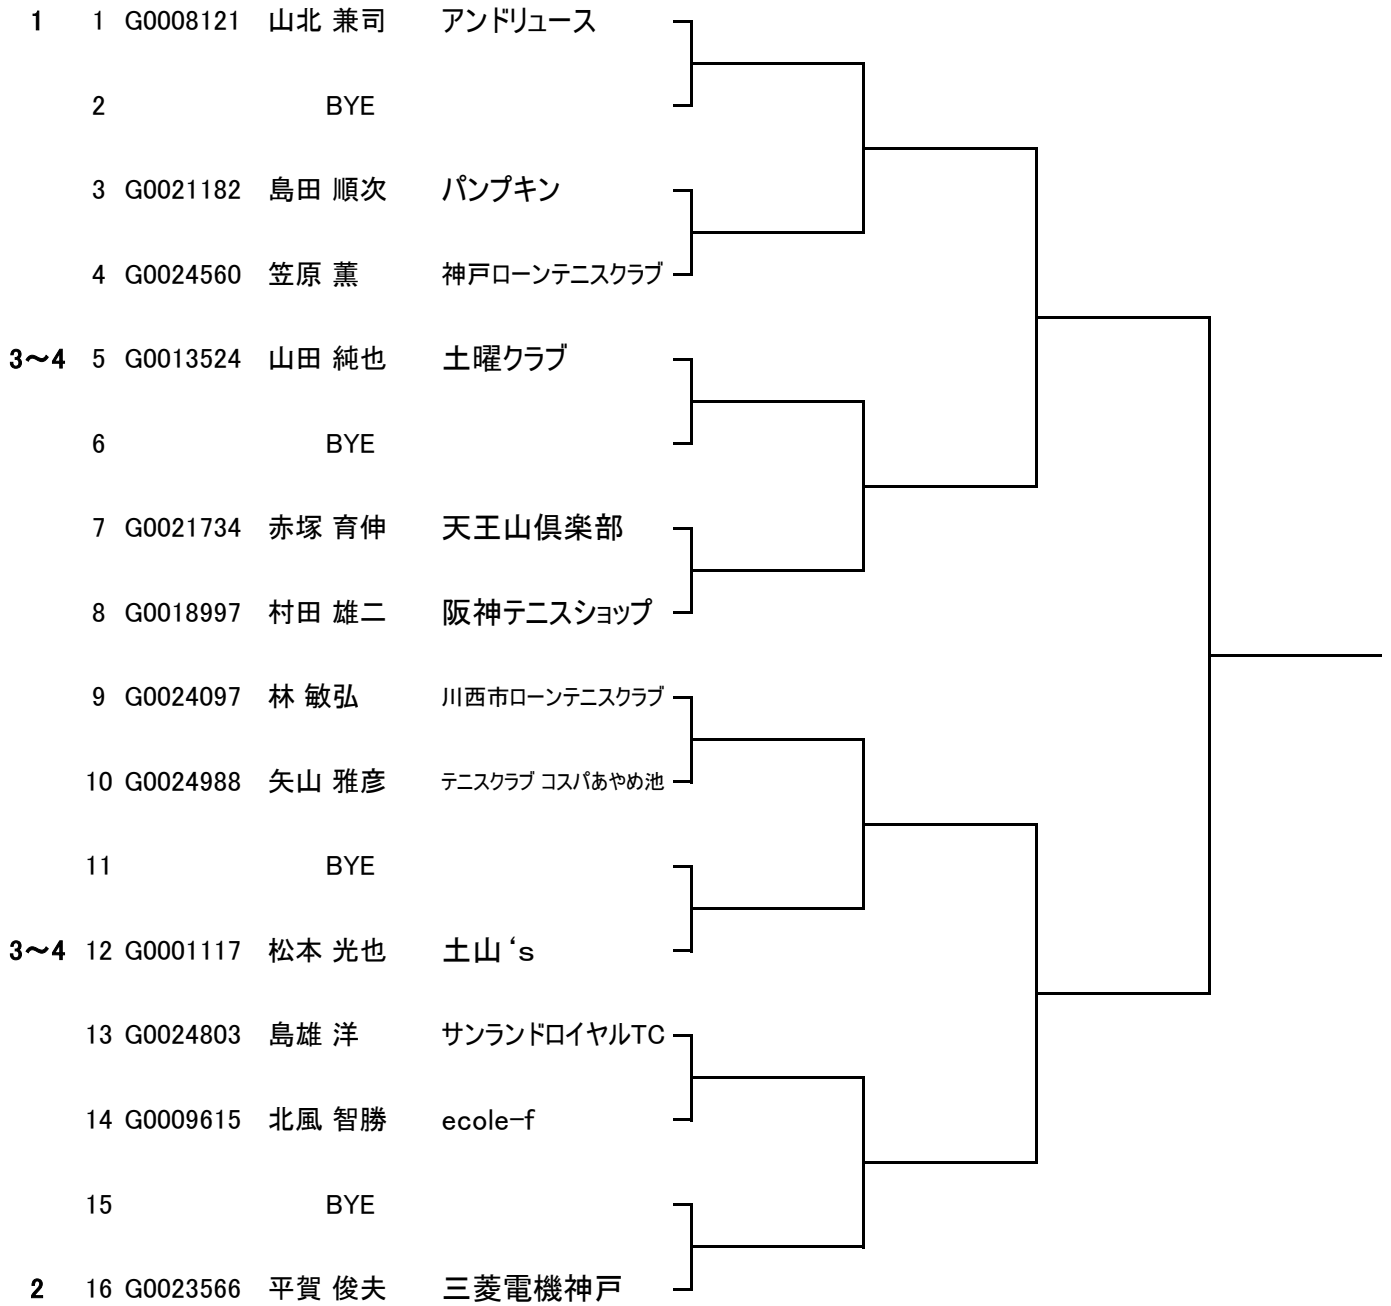 1 1 G0008121 山北 兼司 アンドリュース
2 BYE
3 G0021182 島田 順次 パンプキン
4 G0024560 笠原 薫 神戸ローンテニスクラブ
3～4 5 G0013524 山田 純也 土曜クラブ
6 BYE
7 G0021734 赤塚 育伸 天王山倶楽部
8 G0018997 村田 雄二 阪神テニスショップ
9 G0024097 林 敏弘 川西市ローンテニスクラブ
10 G0024988 矢山 雅彦 テニスクラブ コスパあやめ池
11 BYE
3～4 12 G0001117 松本 光也 土山‘s
13 G0024803 島雄 洋 サンランドロイヤルTC
14 G0009615 北風 智勝 ecole-f
15 BYE
2 16 G0023566 平賀 俊夫 三菱電機神戸